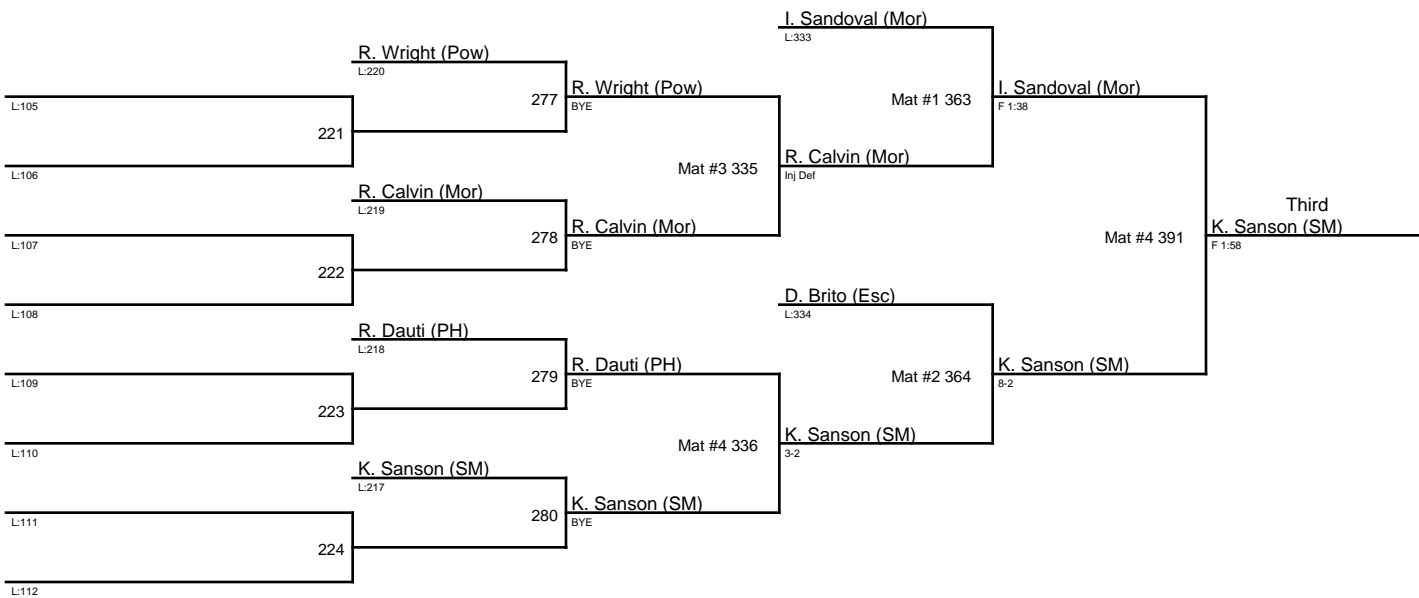 I. Sandoval (Mor)
L:333
R. Wright (Pow)
L:220
277
R. Wright (Pow)
BYE
Mat #1 363
I. Sandoval (Mor)
F 1:38
L:105
221
Mat #3 335
R. Calvin (Mor)
Inj Def
L:106
R. Calvin (Mor)
L:219
278
R. Calvin (Mor)
BYE
L:107
222
Mat #4 391
Third
K. Sanson (SM)
F 1:58
L:108
D. Brito (Esc)
L:334
R. Dauti (PH)
L:218
279
R. Dauti (PH)
BYE
Mat #2 364
K. Sanson (SM)
8-2
L:109
223
Mat #4 336
K. Sanson (SM)
3-2
L:110
K. Sanson (SM)
L:217
280
K. Sanson (SM)
BYE
L:111
224
L:112